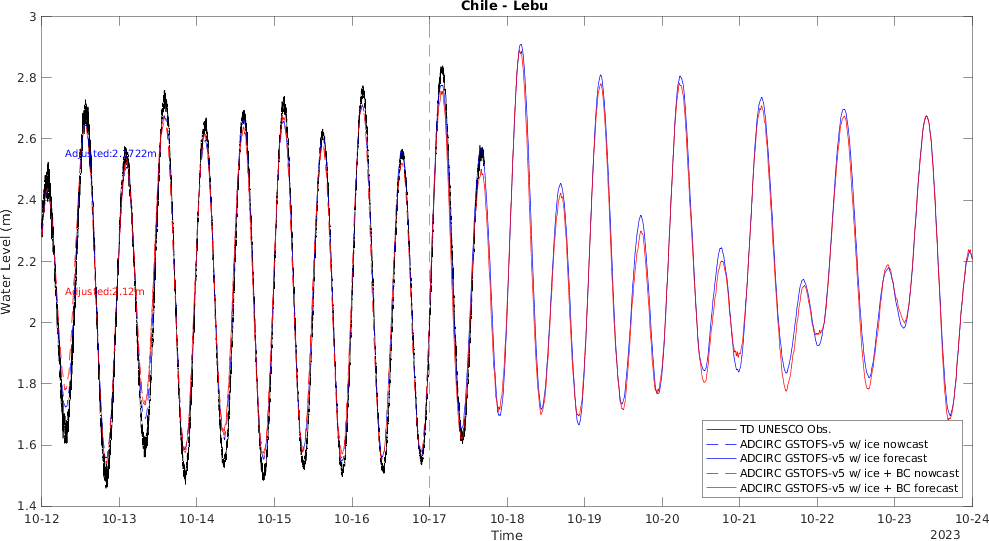 Chile - Lebu
3
2.8
2.6
2.4
2.2
2
1.8
1.6
1.4
Water Level (m)
Adjusted:2.1722m
Adjusted:2.12m
TD UNESCO Obs.
ADCIRC GSTOFS-v5 w/ ice nowcast
ADCIRC GSTOFS-v5 w/ ice forecast
ADCIRC GSTOFS-v5 w/ ice + BC nowcast
ADCIRC GSTOFS-v5 w/ ice + BC forecast
10-12 10-13 10-14 10-15 10-16 10-17 10-18 10-19 10-20 10-21 10-22 10-23 10-24
Time
2023